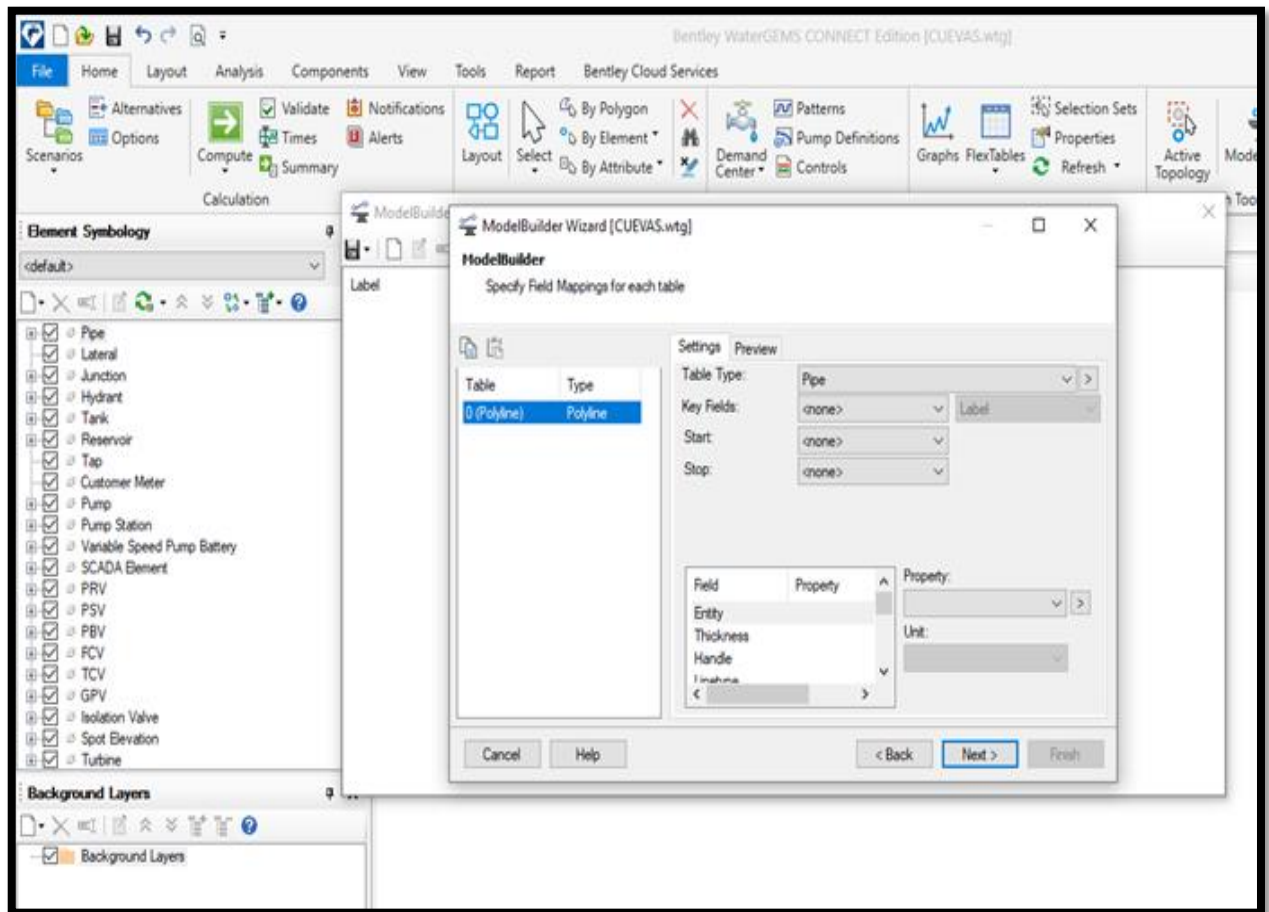 Bentley WaterGEMS CONNECT Edition [CUEVAS.wtg]
File Home Layout Analysis Components View Tools Report Bentley Cloud Services
Alternatives
Options
Scenarios
Compute
Validate
Times
Summary
Notifications
Alerts
Calculation
Layout
Select
By Polygon
By Element
By Attribute
Demand Center
Patterns
Pump Definitions
Controls
Graphs
FlexTables
Selection Sets
Properties
Refresh
Active Topology
Element Symbology
<default>
Pipe
Lateral
Junction
Hydrant
Tank
Reservoir
Tap
Customer Meter
Pump
Pump Station
Variable Speed Pump Battery
SCADA Element
PRV
PSV
PBV
FCV
TCV
GPV
Isolation Valve
Spot Elevation
Turbine
Background Layers
Background Layers
Label
ModelBuilder Wizard [CUEVAS.wtg]
ModelBuilder
Specify Field Mappings for each table
Table Type
0 (Polyline) Polyline
Settings Preview
Table Type: Pipe
Key Fields: <none> Label
Start: <none>
Stop: <none>
Field Property
Entity
Thickness
Handle
Property:
Unit:
Cancel Help < Back Next > Finish